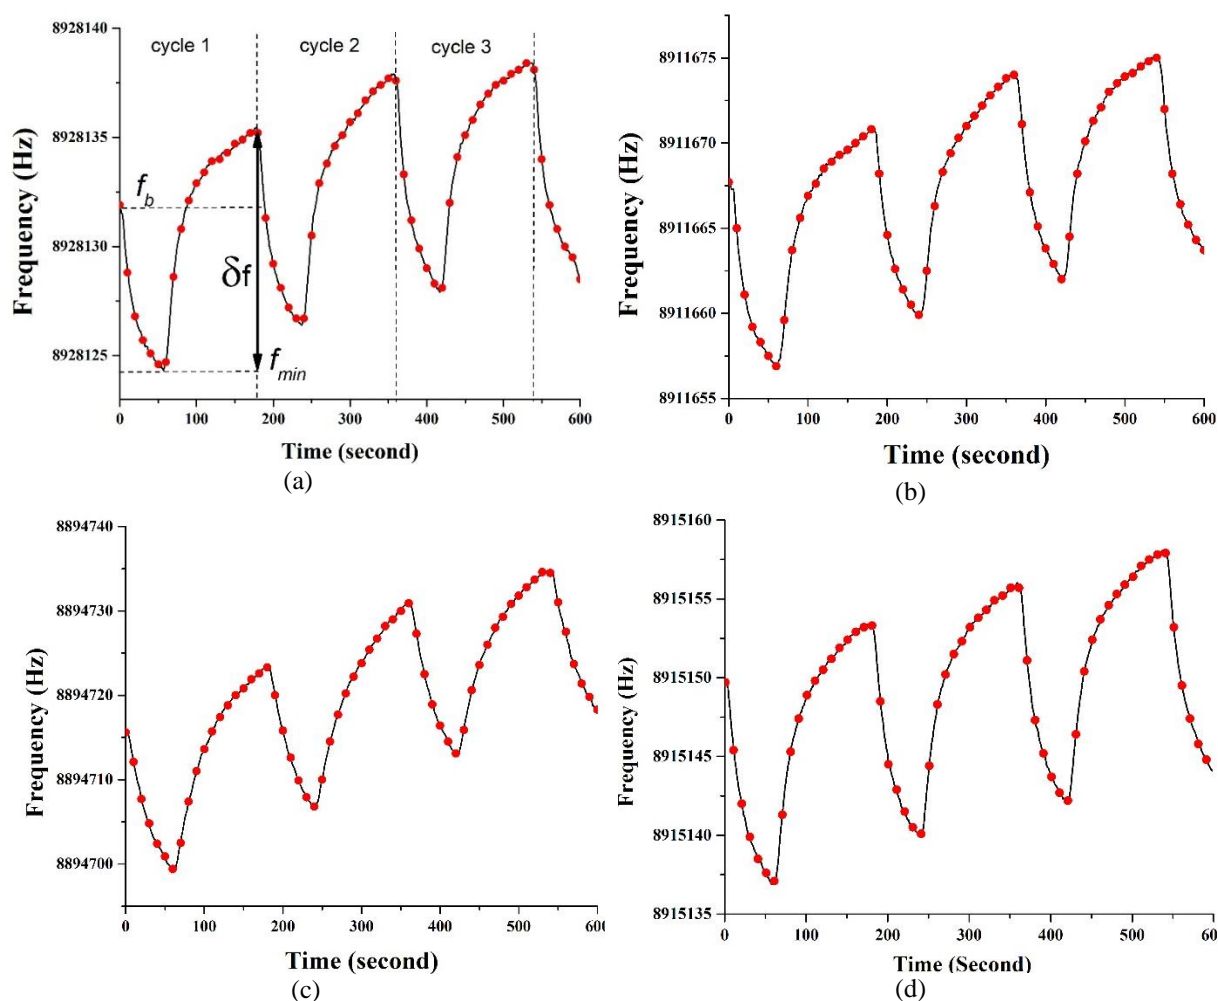 8928140
8928135
8928130
8928125
Frequency (Hz)
cycle 1
cycle 2
cycle 3
f_b
δf
f_min
0 100 200 300 400 500 600
Time (second)
(a)
8911675
8911670
8911665
8911660
8911655
Frequency (Hz)
0 100 200 300 400 500 600
Time (second)
(b)
8894740
8894730
8894720
8894710
8894700
Frequency (Hz)
0 100 200 300 400 500 600
Time (second)
(c)
8915160
8915155
8915150
8915145
8915140
8915135
Frequency (Hz)
0 100 200 300 400 500 600
Time (Second)
(d)